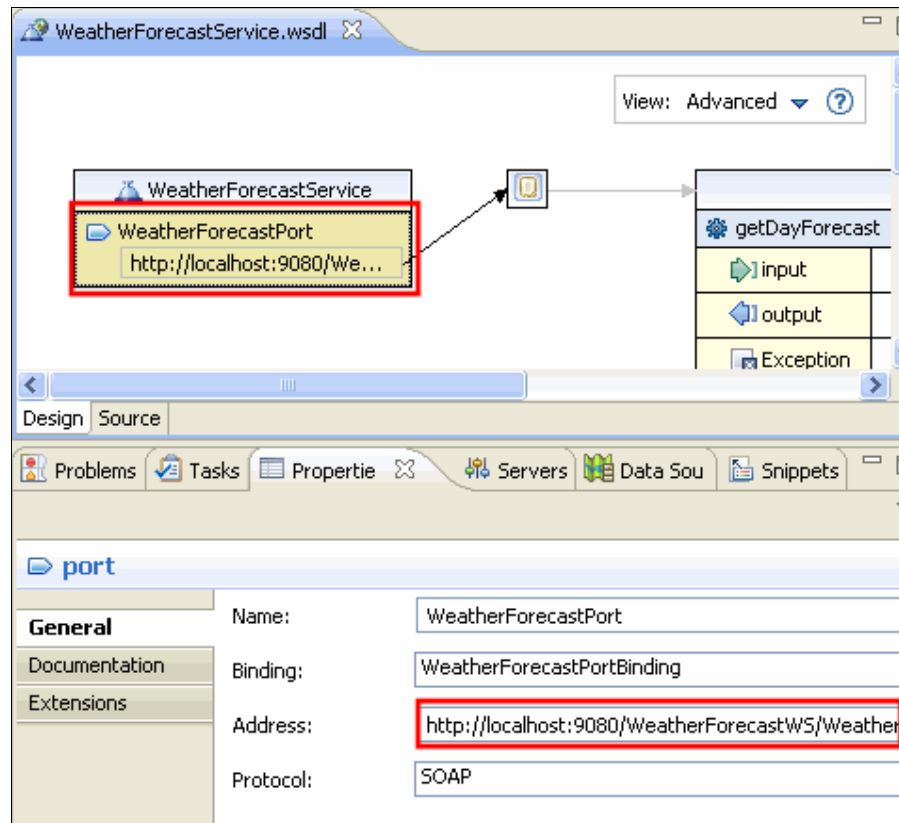 WeatherForecastService.wsdl
View: Advanced
WeatherForecastService
WeatherForecastPort
http://localhost:9080/We...
getDayForecast
input
output
Exception
Design Source
Problems Tasks Propertie Servers Data Sou Snippets
port
General
Documentation
Extensions
Name: WeatherForecastPort
Binding: WeatherForecastPortBinding
Address: http://localhost:9080/WeatherForecastWS/Weather
Protocol: SOAP